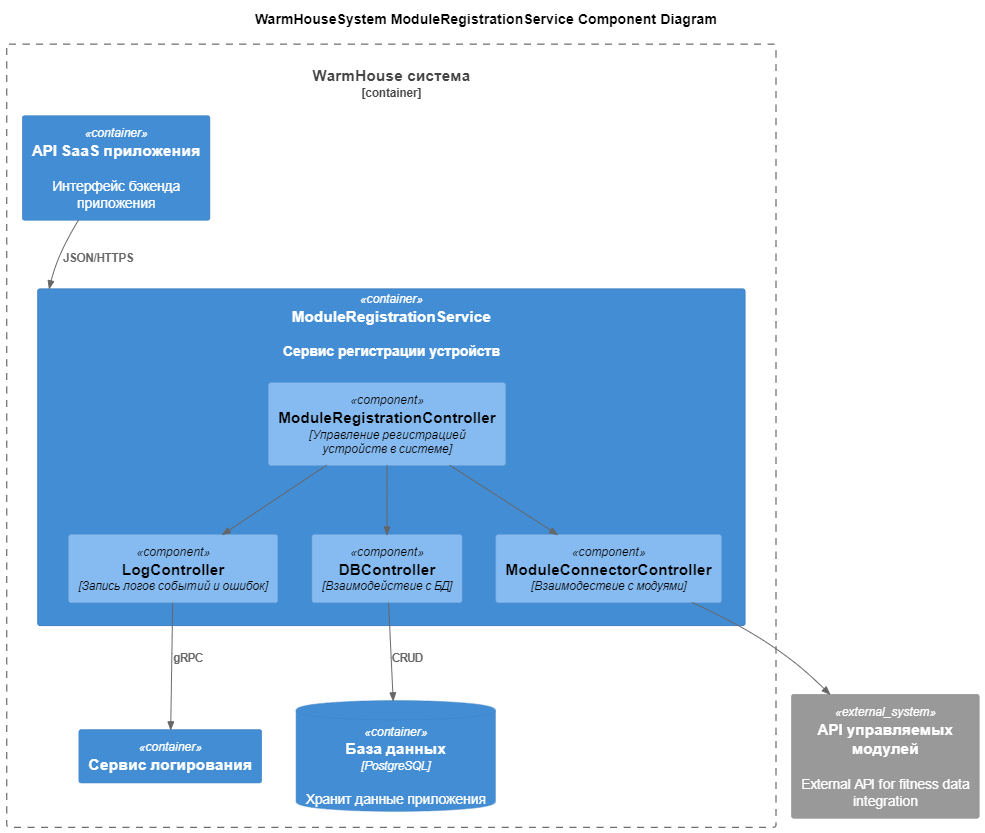 WarmHouseSystem ModuleRegistrationService Component Diagram
WarmHouse система
[container]
«container»
API SaaS приложения
Интерфейс бэкенда
приложения
JSON/HTTPS
«container»
ModuleRegistrationService
Сервис регистрации устройств
«component»
ModuleRegistrationController
[Управление регистрацией
устройств в системе]
«component»
LogController
[Запись логов событий и ошибок]
«component»
DBController
[Взаимодействие с БД]
«component»
ModuleConnectorController
[Взаимодествие с модуями]
gRPC
CRUD
«container»
Сервис логирования
«container»
База данных
[PostgreSQL]
Хранит данные приложения
«external_system»
API управляемых
модулей
External API for fitness data
integration